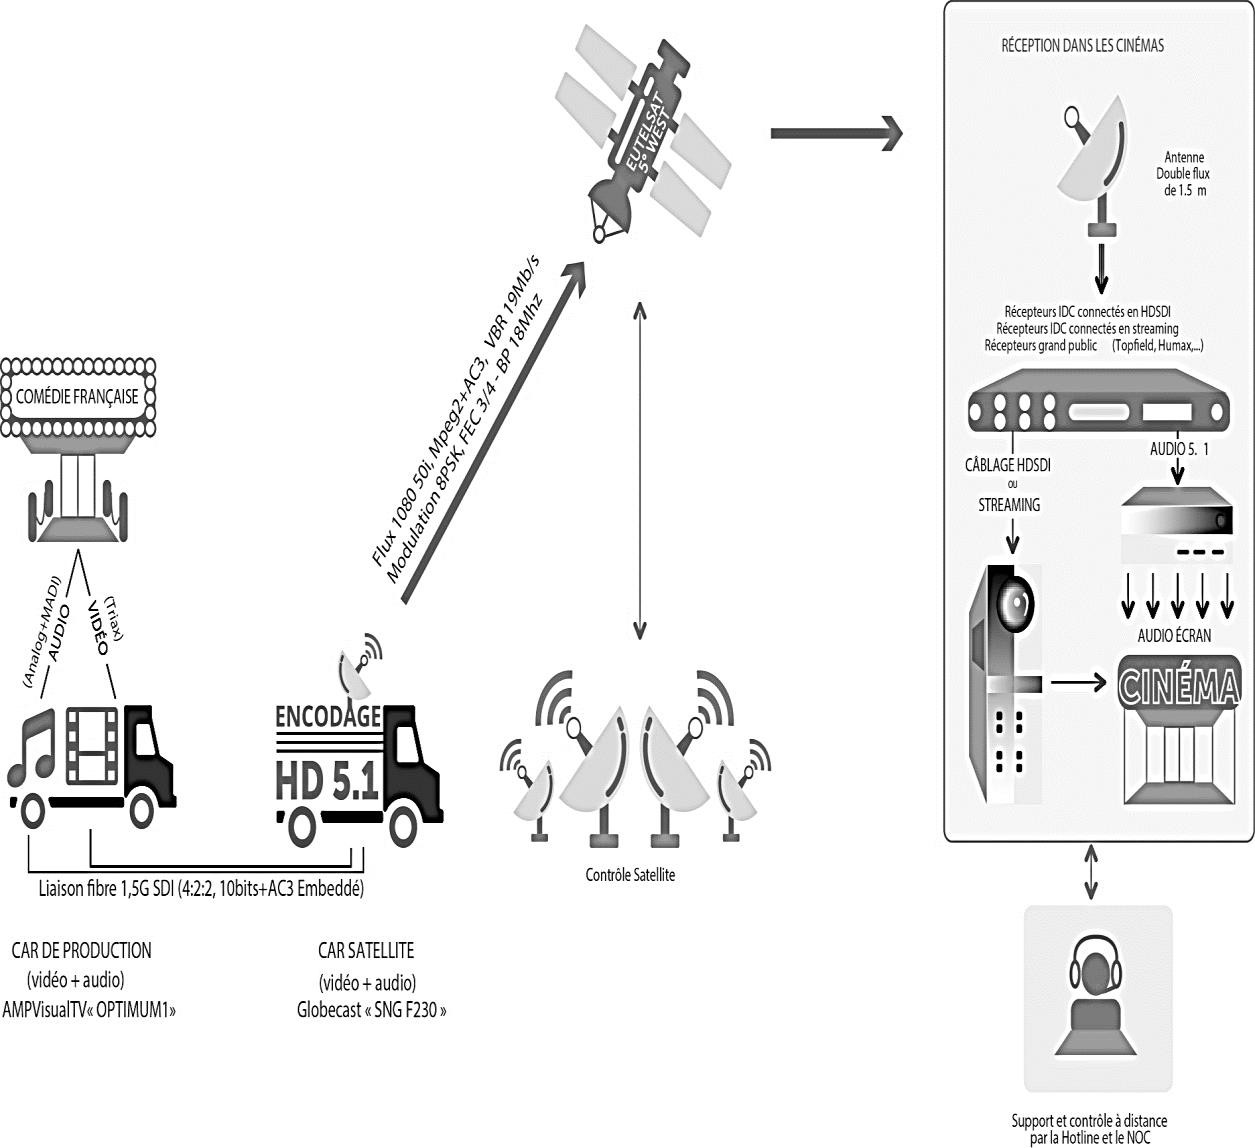 COMÉDIE FRANÇAISE
(Analog+MADI)
AUDIO
VIDÉO
(Triax)
Liaison fibre 1,5G SDI (4:2:2, 10bits+AC3 Embeddé)
CAR DE PRODUCTION
(vidéo + audio)
AMPVisualTV« OPTIMUM1»
ENCODAGE
HD 5.1
CAR SATELLITE
(vidéo + audio)
Globecast « SNG F230 »
Flux 1080 50i, Mpeg2+AC3, VBR 19Mb/s
Modulation 8PSK, FEC 3/4 - BP 18Mhz
EUTELSAT
5° WEST
Contrôle Satellite
RÉCEPTION DANS LES CINÉMAS
Antenne
Double flux
de 1.5 m
Récepteurs IDC connectés en HDSDI
Récepteurs IDC connectés en streaming
Récepteurs grand public (Topfield, Humax,...)
CÂBLAGE HDSDI
ou
STREAMING
AUDIO 5. 1
AUDIO ÉCRAN
CINÉMA
Support et contrôle à distance
par la Hotline et le NOC